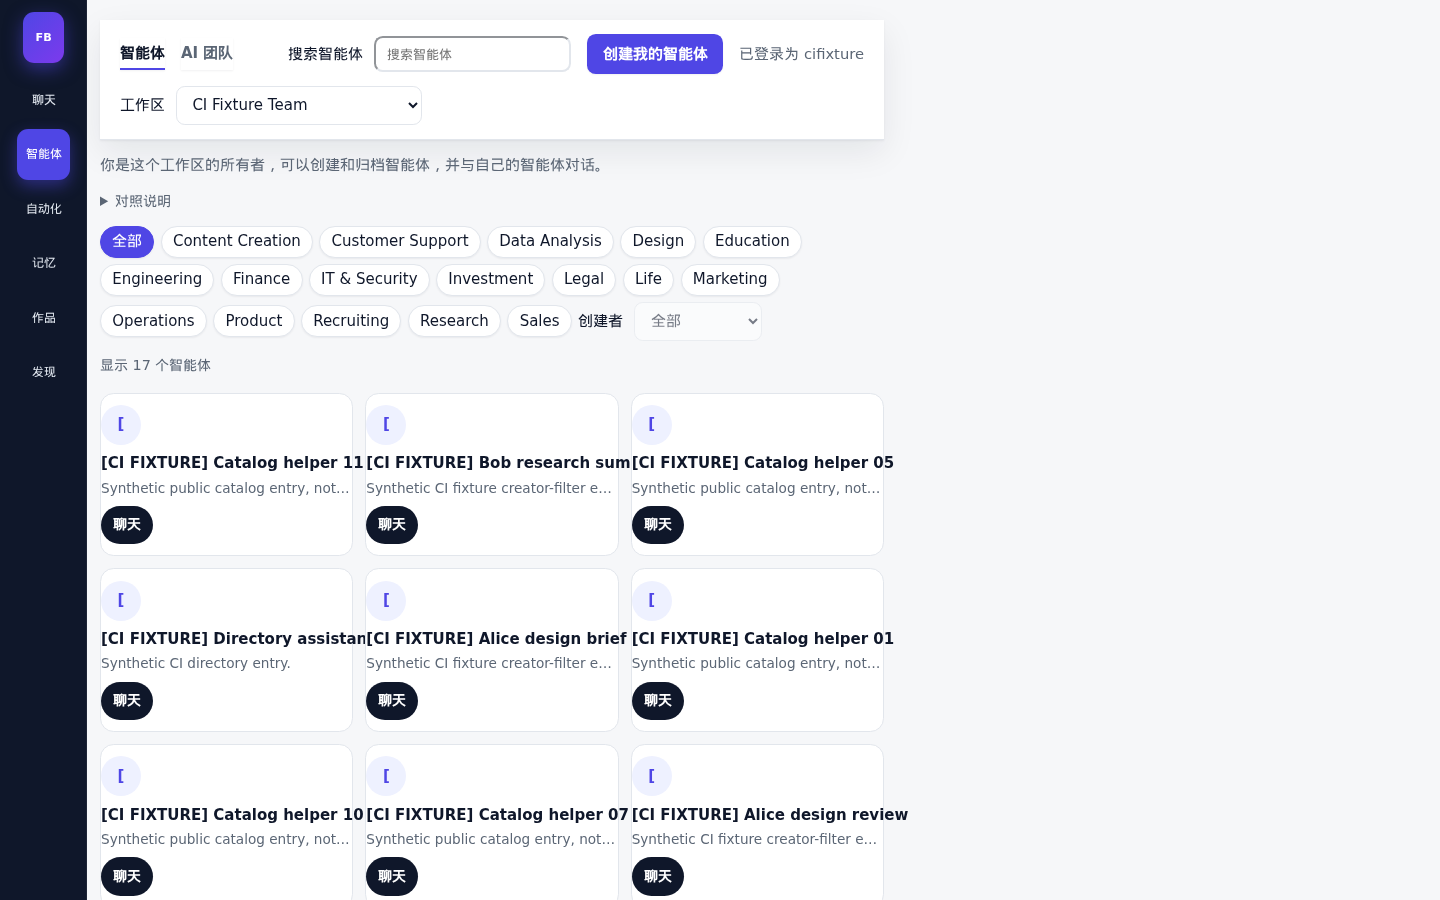 FB
聊天
智能体
自动化
记忆
作品
发现
智能体 AI 团队 搜索智能体 搜索智能体 创建我的智能体 已登录为 cifixture
工作区 CI Fixture Team
你是这个工作区的所有者，可以创建和归档智能体，并与自己的智能体对话。
▶ 对照说明
全部 Content Creation Customer Support Data Analysis Design Education
Engineering Finance IT & Security Investment Legal Life Marketing
Operations Product Recruiting Research Sales 创建者 全部
显示 17 个智能体
[ [ [
[CI FIXTURE] Catalog helper 11 [CI FIXTURE] Bob research sum [CI FIXTURE] Catalog helper 05
Synthetic public catalog entry, not... Synthetic CI fixture creator-filter e... Synthetic public catalog entry, not...
聊天 聊天 聊天
[ [ [
[CI FIXTURE] Directory assistan [CI FIXTURE] Alice design brief [CI FIXTURE] Catalog helper 01
Synthetic CI directory entry. Synthetic CI fixture creator-filter e... Synthetic public catalog entry, not...
聊天 聊天 聊天
[ [ [
[CI FIXTURE] Catalog helper 10 [CI FIXTURE] Catalog helper 07 [CI FIXTURE] Alice design review
Synthetic public catalog entry, not... Synthetic public catalog entry, not... Synthetic CI fixture creator-filter e...
聊天 聊天 聊天